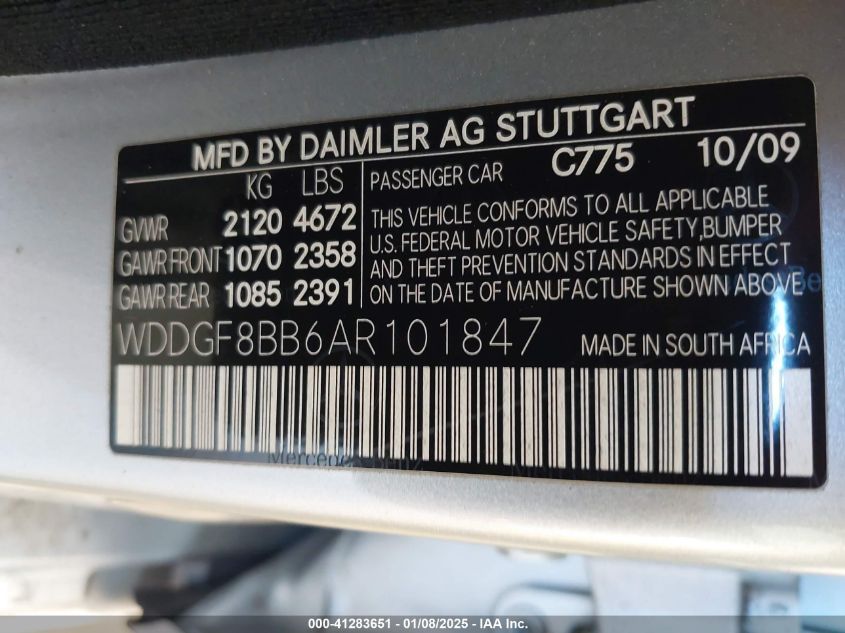 MFD BY DAIMLER AG STUTTGART
KG LBS
GVWR 2120 4672
GAWR FRONT 1070 2358
GAWR REAR 1085 2391
PASSENGER CAR C775 10/09
THIS VEHICLE CONFORMS TO ALL APPLICABLE
U.S. FEDERAL MOTOR VEHICLE SAFETY,BUMPER
AND THEFT PREVENTION STANDARDS IN EFFECT
ON THE DATE OF MANUFACTURE SHOWN ABOVE
WDDGF8BB6AR101847 MADE IN SOUTH AFRICA
Mercedes-Benz
000-41283651 - 01/08/2025 - IAA Inc.